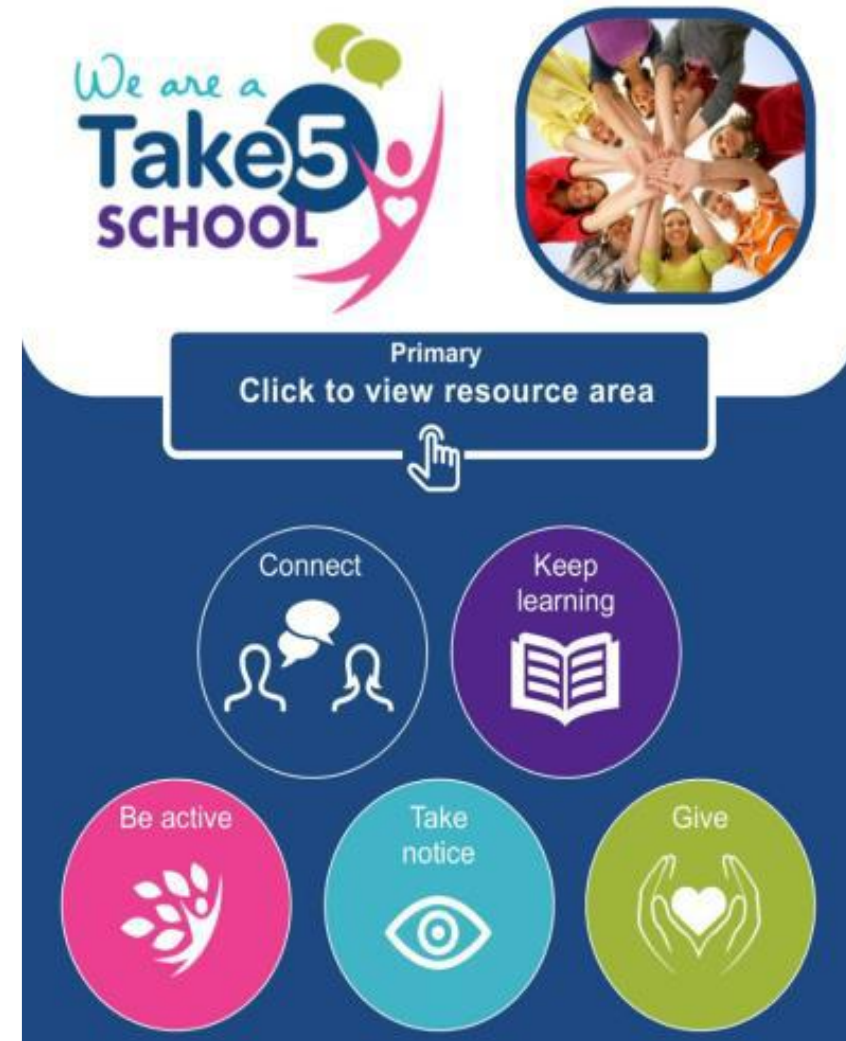 We are a
Take5
SCHOOL
Primary
Click to view resource area
Connect
Keep
learning
Be active
Take
notice
Give